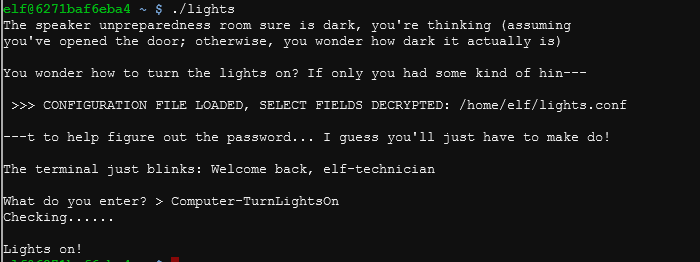 elf@6271baf6eba4 ~ $ ./lights
The speaker unpreparedness room sure is dark, you're thinking (assuming
you've opened the door; otherwise, you wonder how dark it actually is)
You wonder how to turn the lights on? If only you had some kind of hin---
>>> CONFIGURATION FILE LOADED, SELECT FIELDS DECRYPTED: /home/elf/lights.conf
---t to help figure out the password... I guess you'll just have to make do!
The terminal just blinks: Welcome back, elf-technician
What do you enter? > Computer-TurnLightsOn
Checking......
Lights on!
elf@6271baf6eba4 ~ $